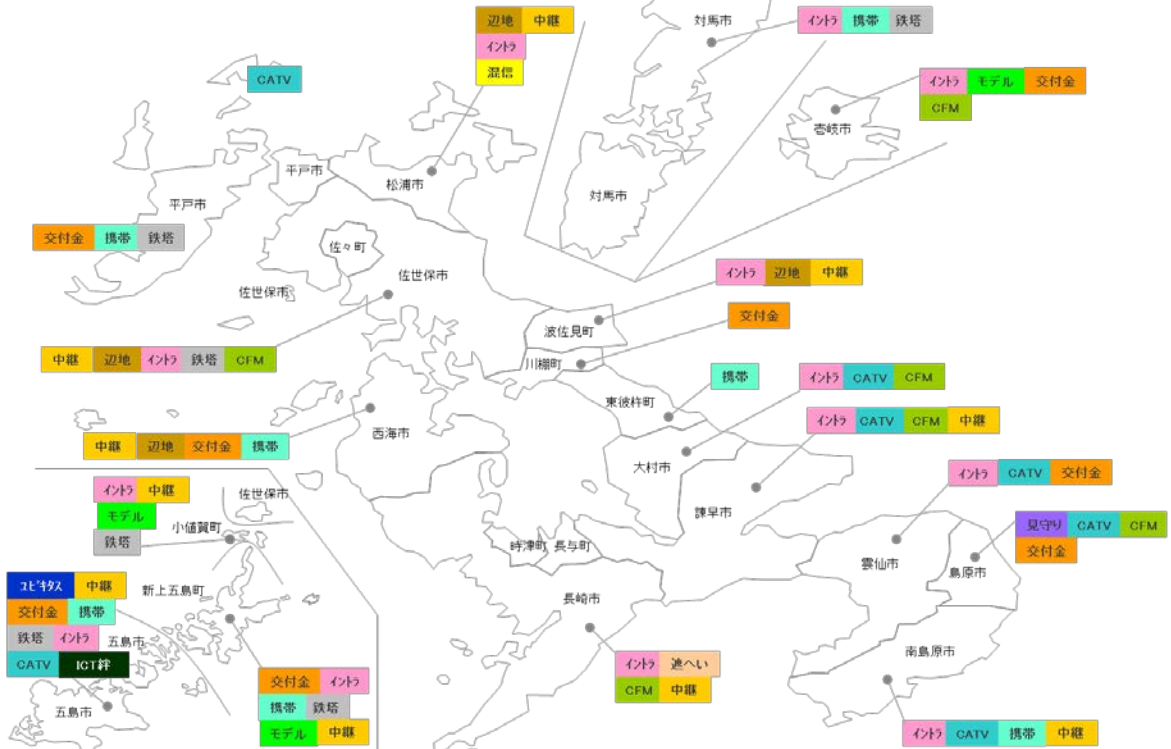 辺地 中継
イントラ
混信
対馬市
イントラ 携帯 鉄塔
CATV
イントラ モデル 交付金
CFM
壱岐市
平戸市
松浦市
対馬市
平戸市
交付金 携帯 鉄塔
佐々町
佐世保市
佐世保市
イントラ 辺地 中継
交付金
波佐見町
川棚町
中継 辺地 イントラ 鉄塔 CFM
携帯
イントラ CATV CFM
東彼杵町
イントラ CATV CFM 中継
西海市
中継 辺地 交付金 携帯
大村市
イントラ CATV 交付金
イントラ 中継
モデル
鉄塔
佐世保市
小値賀町
諫早市
見守り CATV CFM
交付金
時津町 長与町
雲仙市
島原市
ユビキタス 中継
交付金 携帯
鉄塔 イントラ
CATV ICT絆
新上五島町
五島市
五島市
長崎市
南島原市
イントラ 遮へい
CFM 中継
交付金 イントラ
携帯 鉄塔
モデル 中継
イントラ CATV 携帯 中継